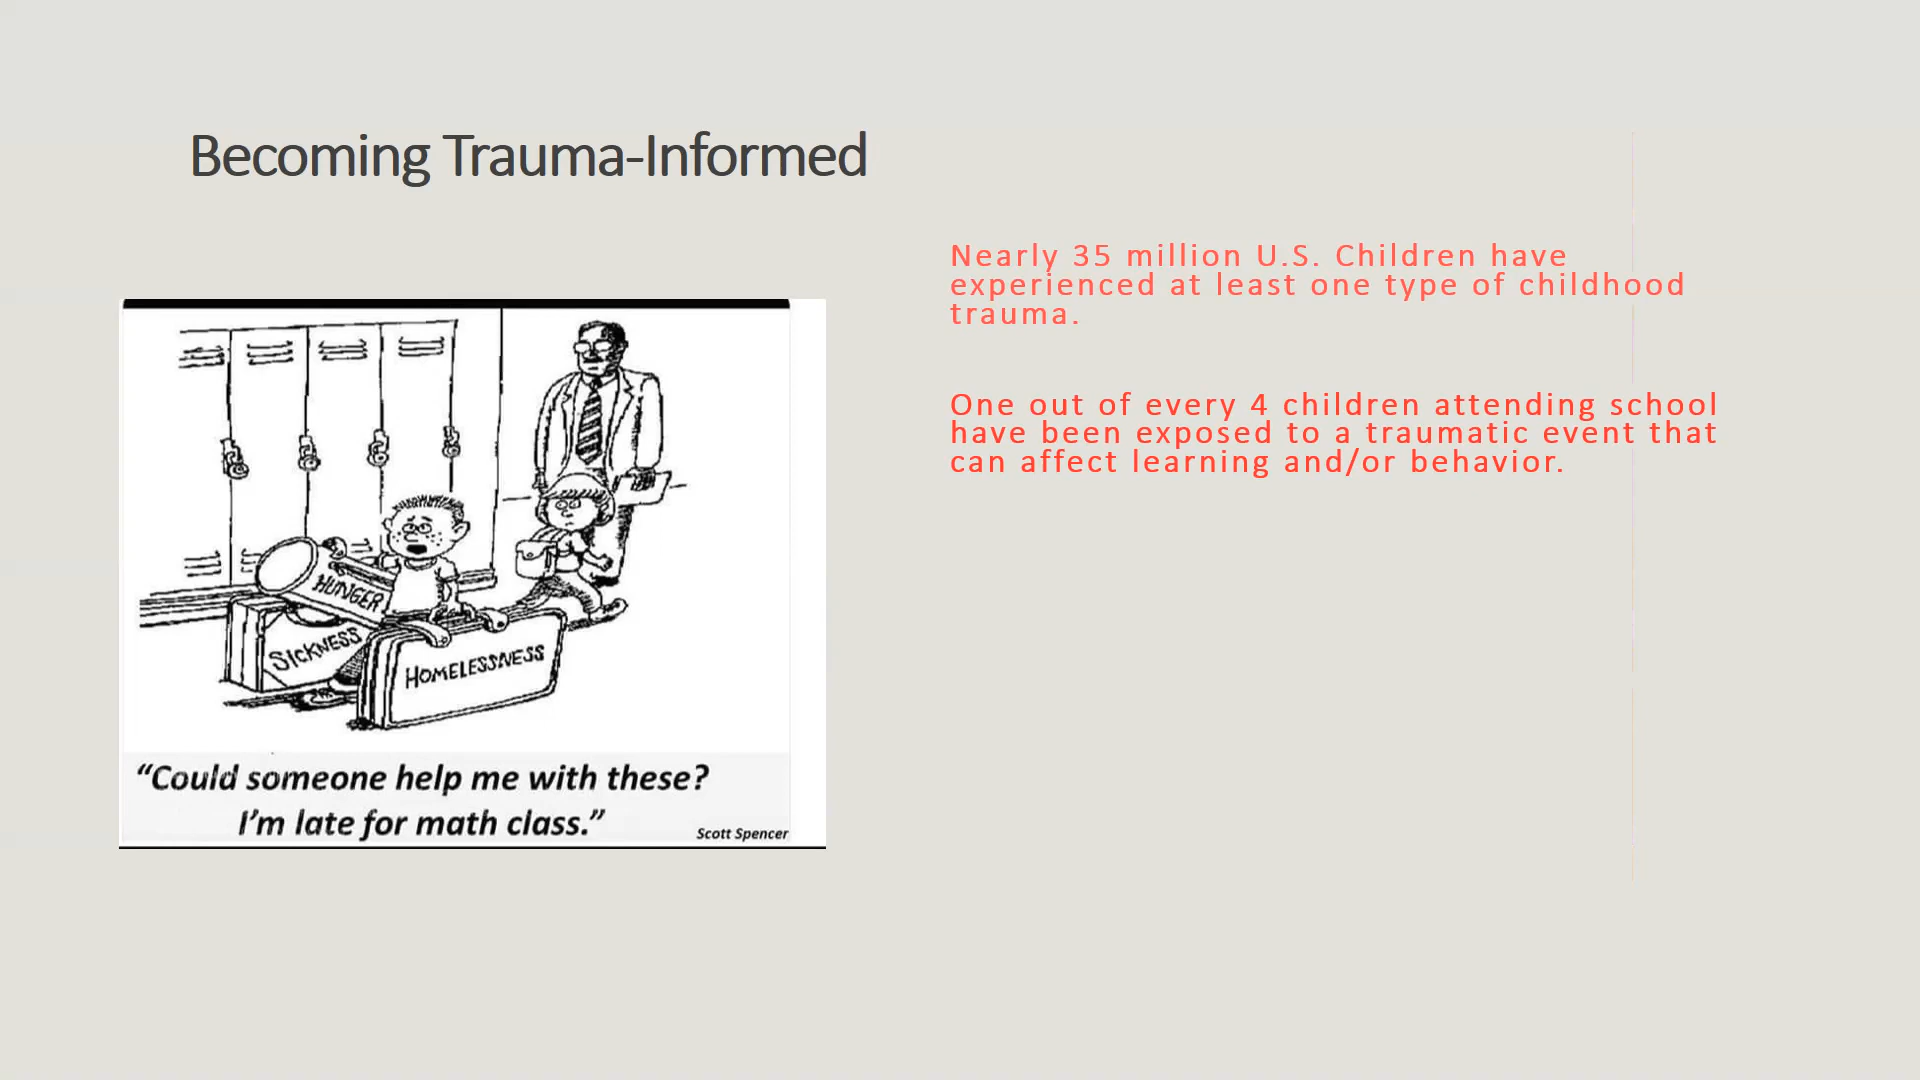 Becoming Trauma-Informed
Nearly 35 million U.S. Children have
experienced at least one type of childhood
trauma.
One out of every 4 children attending school
have been exposed to a traumatic event that
can affect learning and/or behavior.
HUNGER
SICKNESS
HOMELESSNESS
“Could someone help me with these?
I’m late for math class.”
Scott Spencer